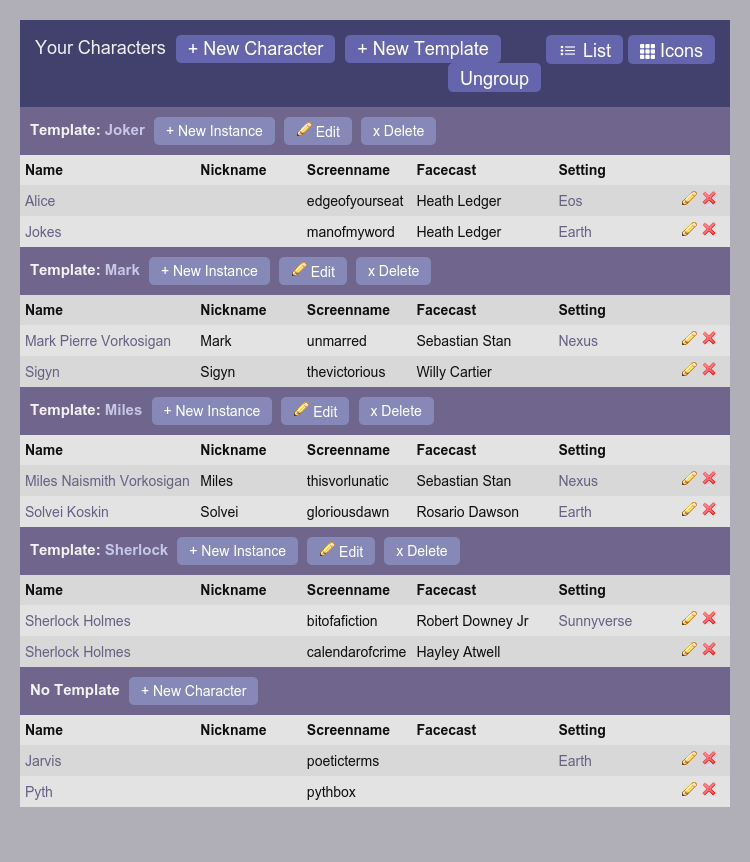 Your Characters + New Character + New Template List Icons
Ungroup
Template: Joker + New Instance Edit x Delete
Name Nickname Screenname Facecast Setting
Alice edgeofyourseat Heath Ledger Eos
Jokes manofmyword Heath Ledger Earth
Template: Mark + New Instance Edit x Delete
Name Nickname Screenname Facecast Setting
Mark Pierre Vorkosigan Mark unmarred Sebastian Stan Nexus
Sigyn Sigyn thevictorious Willy Cartier
Template: Miles + New Instance Edit x Delete
Name Nickname Screenname Facecast Setting
Miles Naismith Vorkosigan Miles thisvorlunatic Sebastian Stan Nexus
Solvei Koskin Solvei gloriousdawn Rosario Dawson Earth
Template: Sherlock + New Instance Edit x Delete
Name Nickname Screenname Facecast Setting
Sherlock Holmes bitofafiction Robert Downey Jr Sunnyverse
Sherlock Holmes calendarofcrime Hayley Atwell
No Template + New Character
Name Nickname Screenname Facecast Setting
Jarvis poeticterms Earth
Pyth pythbox